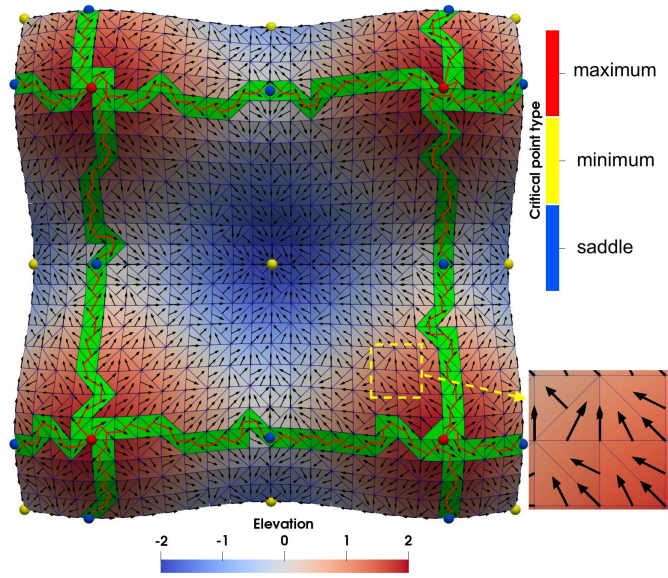 maximum
Critical point type
minimum
saddle
Elevation
-2 -1 0 1 2